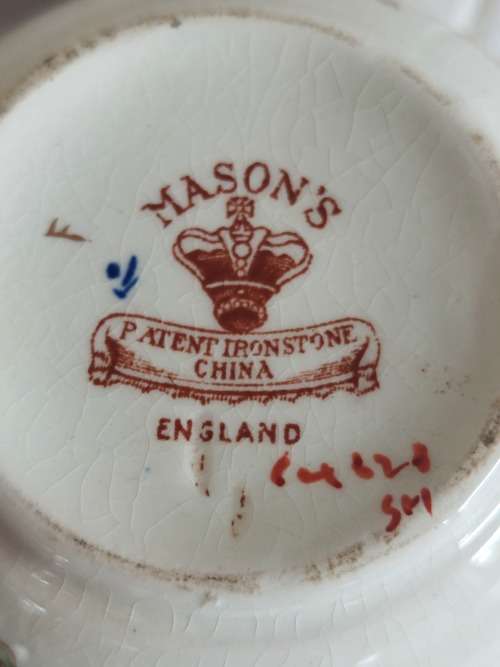 MASON'S
F
PATENT IRONSTONE
CHINA
ENGLAND